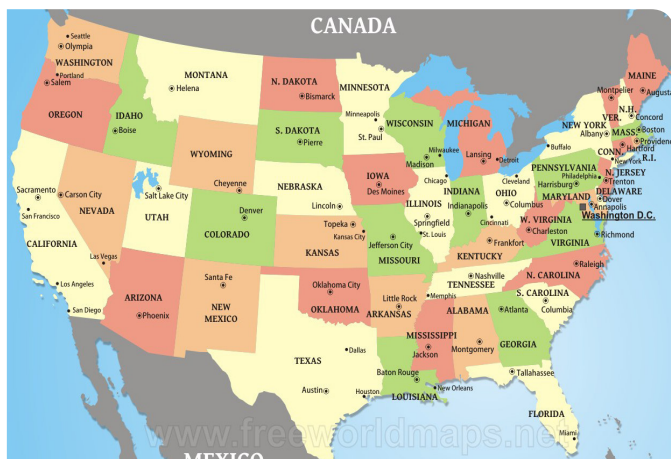 CANADA
Seattle
Olympia
WASHINGTON
Portland
Salem
OREGON
IDAHO
Boise
MONTANA
Helena
N. DAKOTA
Bismarck
S. DAKOTA
Pierre
MINNESOTA
Minneapolis
St. Paul
WISCONSIN
Madison
Milwaukee
MICHIGAN
Lansing
Detroit
MAINE
Augusta
Montpelier
VER.
N.H.
Concord
NEW YORK
Albany
Buffalo
MASS.
Boston
Providence
CONN.
Hartford
R.I.
New York
PENNSYLVANIA
Philadelphia
Harrisburg
N. JERSEY
Trenton
MARYLAND
DELAWARE
Dover
Annapolis
Washington D.C.
WYOMING
Cheyenne
NEBRASKA
Lincoln
IOWA
Des Moines
Chicago
ILLINOIS
Springfield
INDIANA
Indianapolis
OHIO
Cleveland
Columbus
Cincinnati
W. VIRGINIA
Charleston
VIRGINIA
Richmond
Sacramento
Carson City
San Francisco
NEVADA
CALIFORNIA
Salt Lake City
UTAH
Denver
COLORADO
Topeka
Kansas City
KANSAS
Jefferson City
St. Louis
MISSOURI
KENTUCKY
Frankfort
Las Vegas
Los Angeles
San Diego
ARIZONA
Phoenix
Santa Fe
NEW
MEXICO
Oklahoma City
OKLAHOMA
Little Rock
ARKANSAS
Memphis
Nashville
TENNESSEE
N. CAROLINA
Raleigh
S. CAROLINA
Columbia
MISSISSIPPI
Jackson
ALABAMA
Montgomery
Atlanta
GEORGIA
TEXAS
Dallas
Austin
Houston
Baton Rouge
New Orleans
LOUISIANA
Tallahassee
FLORIDA
Miami
www.freeworldmaps.net
MEXICO